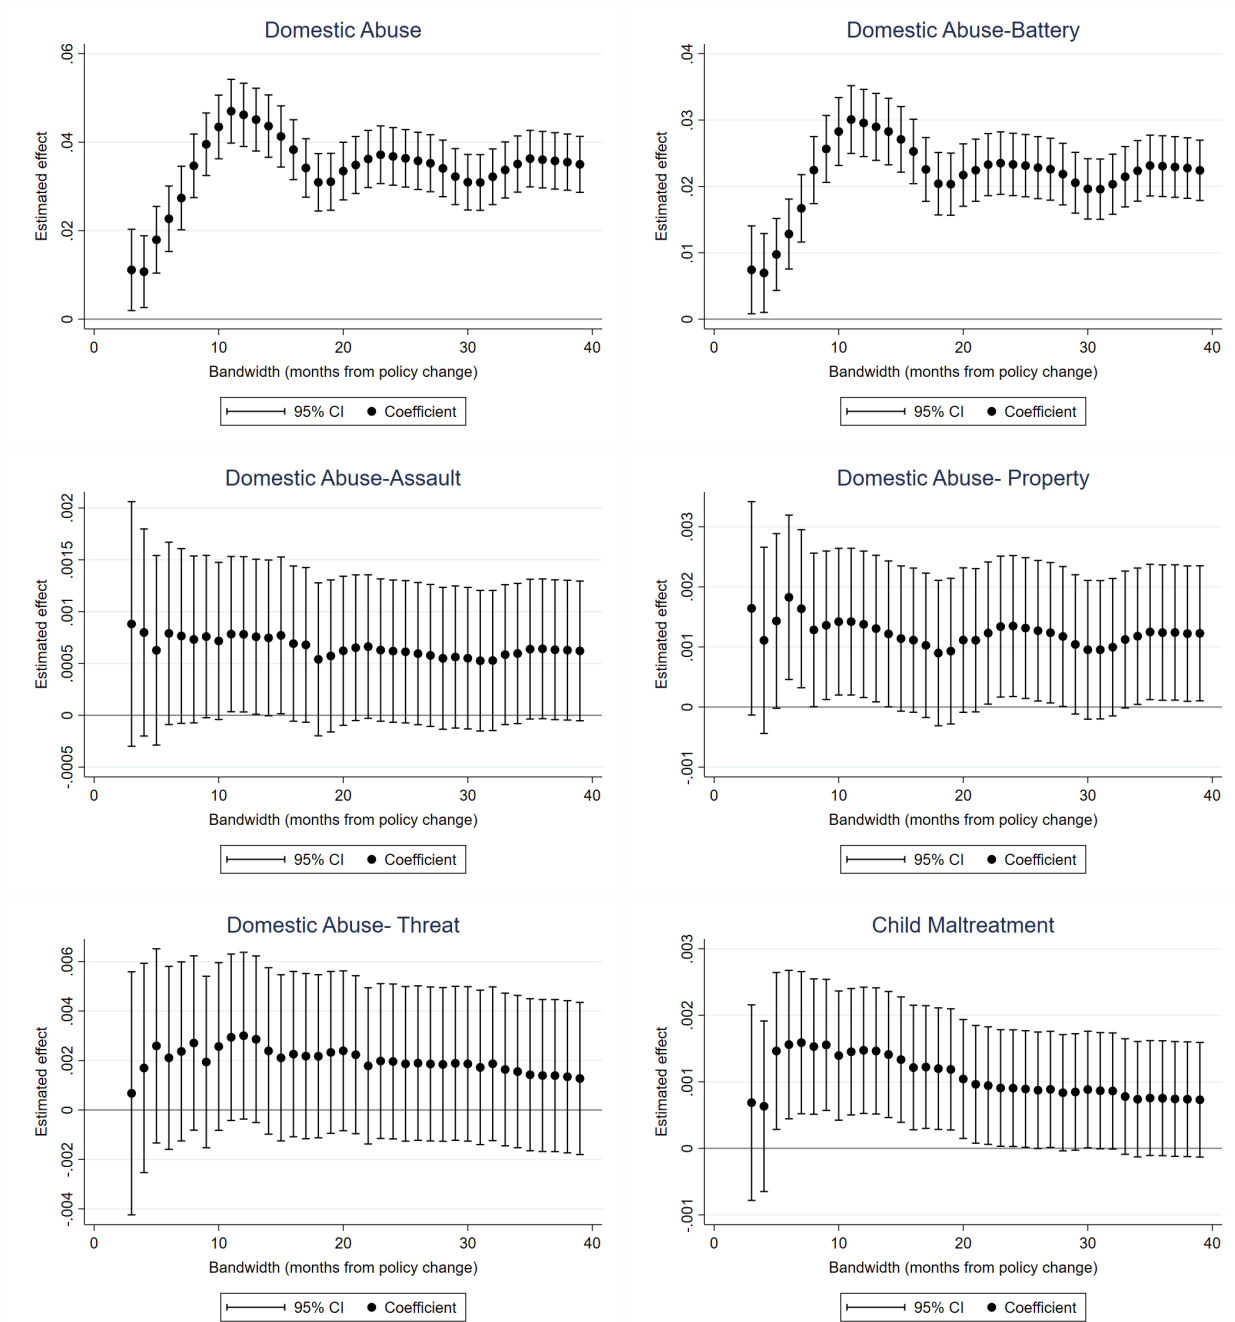 Domestic Abuse
Estimated effect
.06
.04
.02
0
0 10 20 30 40
Bandwidth (months from policy change)
95% CI Coefficient
Domestic Abuse-Battery
Estimated effect
.04
.03
.02
.01
0
0 10 20 30 40
Bandwidth (months from policy change)
95% CI Coefficient
Domestic Abuse-Assault
Estimated effect
.002
.0015
.001
.0005
0
-.0005
0 10 20 30 40
Bandwidth (months from policy change)
95% CI Coefficient
Domestic Abuse- Property
Estimated effect
.003
.002
.001
0
-.001
0 10 20 30 40
Bandwidth (months from policy change)
95% CI Coefficient
Domestic Abuse- Threat
Estimated effect
.006
.004
.002
0
-.002
-.004
0 10 20 30 40
Bandwidth (months from policy change)
95% CI Coefficient
Child Maltreatment
Estimated effect
.003
.002
.001
0
-.001
0 10 20 30 40
Bandwidth (months from policy change)
95% CI Coefficient